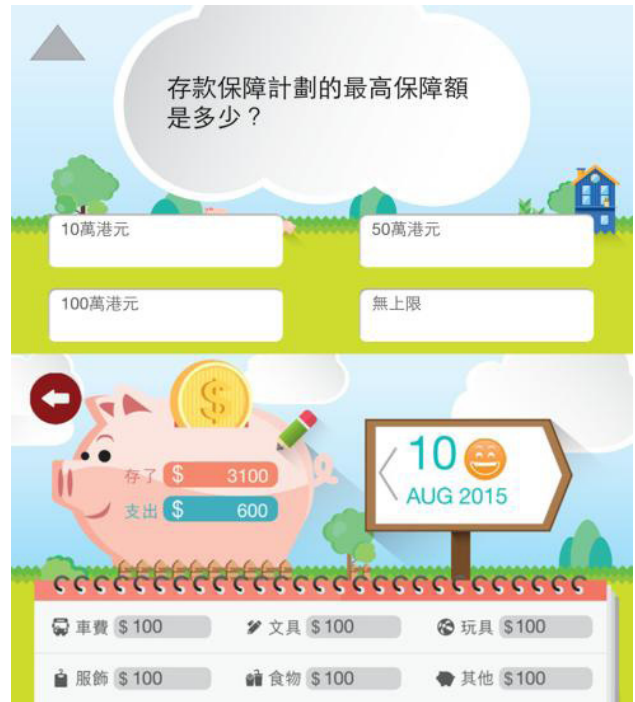 存款保障計劃的最高保障額
是多少？
10萬港元
50萬港元
100萬港元
無上限
存了 $ 3100
支出 $ 600
10
AUG 2015
車費 $100
文具 $100
玩具 $100
服飾 $100
食物 $100
其他 $100